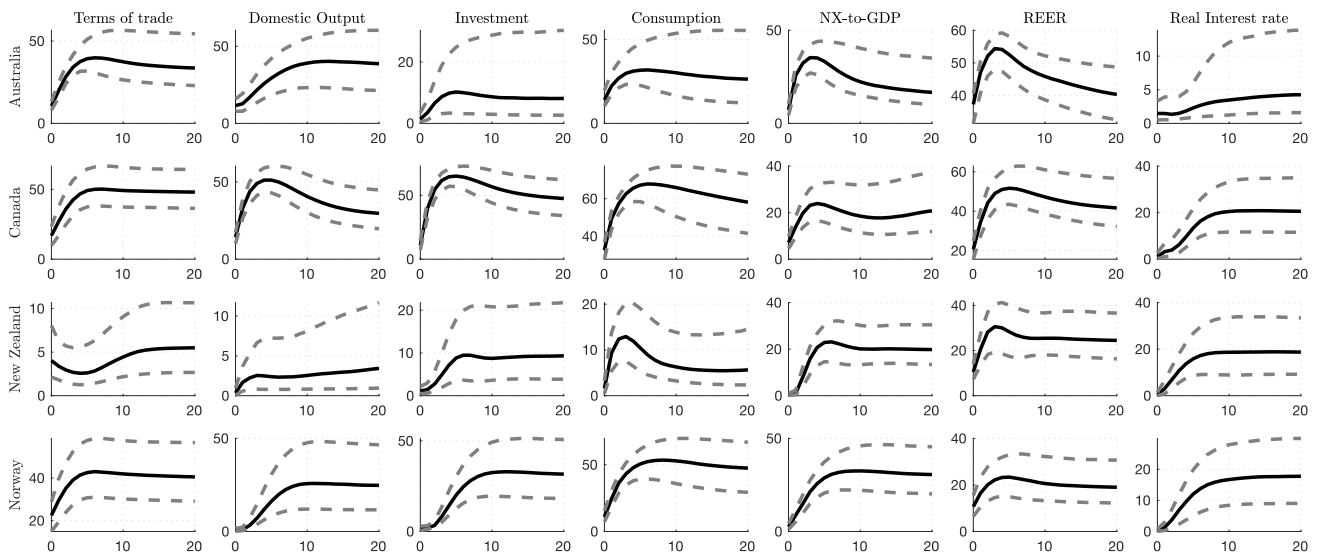 Terms of trade Domestic Output Investment Consumption NX-to-GDP REER Real Interest rate
Australia
50 50 20 50 50 60 10
50 5
40
0 0 0 0 0 0
0 10 20 0 10 20 0 10 20 0 10 20 0 10 20 0 10 20 0 10 20
Canada
50 50 50 60 40 60 40
40 20 40 20
0 0 0 0 20 0
0 10 20 0 10 20 0 10 20 0 10 20 0 10 20 0 10 20 0 10 20
New Zealand
10 10 20 20 40 40 40
5 5 10 10 20 20 20
0 0 0 0 0 0 0
0 10 20 0 10 20 0 10 20 0 10 20 0 10 20 0 10 20 0 10 20
Norway
40 50 50 50 50 40 20
20 20 10
0 0 0 0 0 0
0 10 20 0 10 20 0 10 20 0 10 20 0 10 20 0 10 20 0 10 20